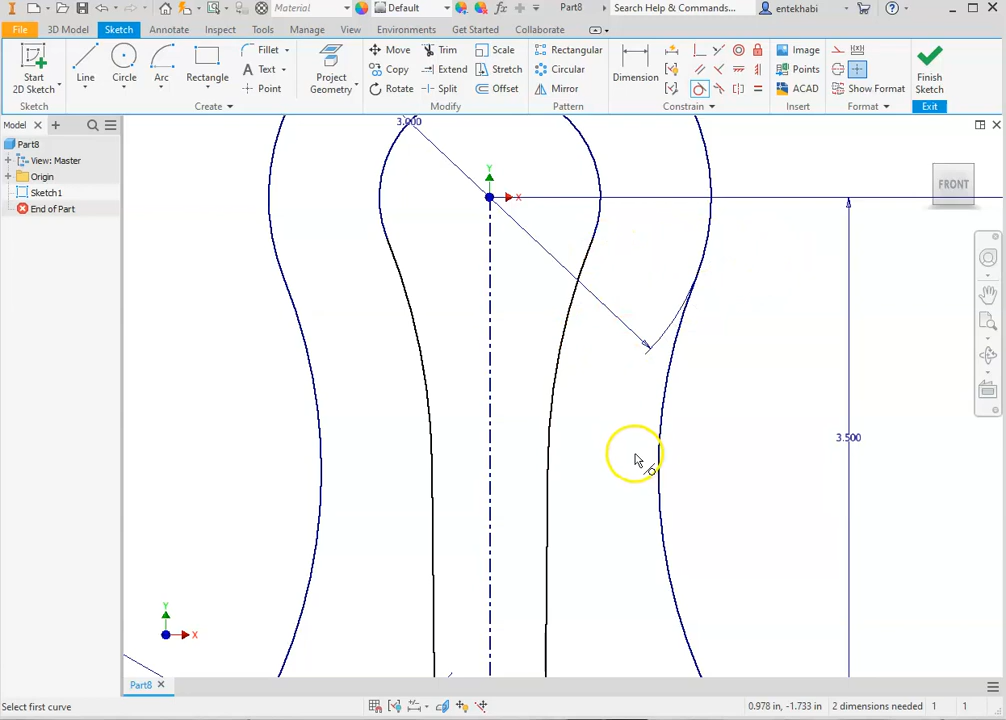 Material
Default
Part8
Search Help & Commands...
entekhabi
File
3D Model
Sketch
Annotate
Inspect
Tools
Manage
View
Environments
Get Started
Collaborate
Start
2D Sketch
Line
Circle
Arc
Rectangle
Fillet
Text
Point
Project
Geometry
Move
Copy
Rotate
Trim
Extend
Split
Scale
Stretch
Offset
Rectangular
Circular
Mirror
Dimension
Image
Points
ACAD
Show Format
Finish
Sketch
Sketch
Create
Modify
Pattern
Constrain
Insert
Format
Exit
Model
Part8
View: Master
Origin
Sketch1
End of Part
3.000
Y
X
FRONT
3.500
Y
X
Part8
Select first curve
0.978 in, -1.733 in
2 dimensions needed
1
1